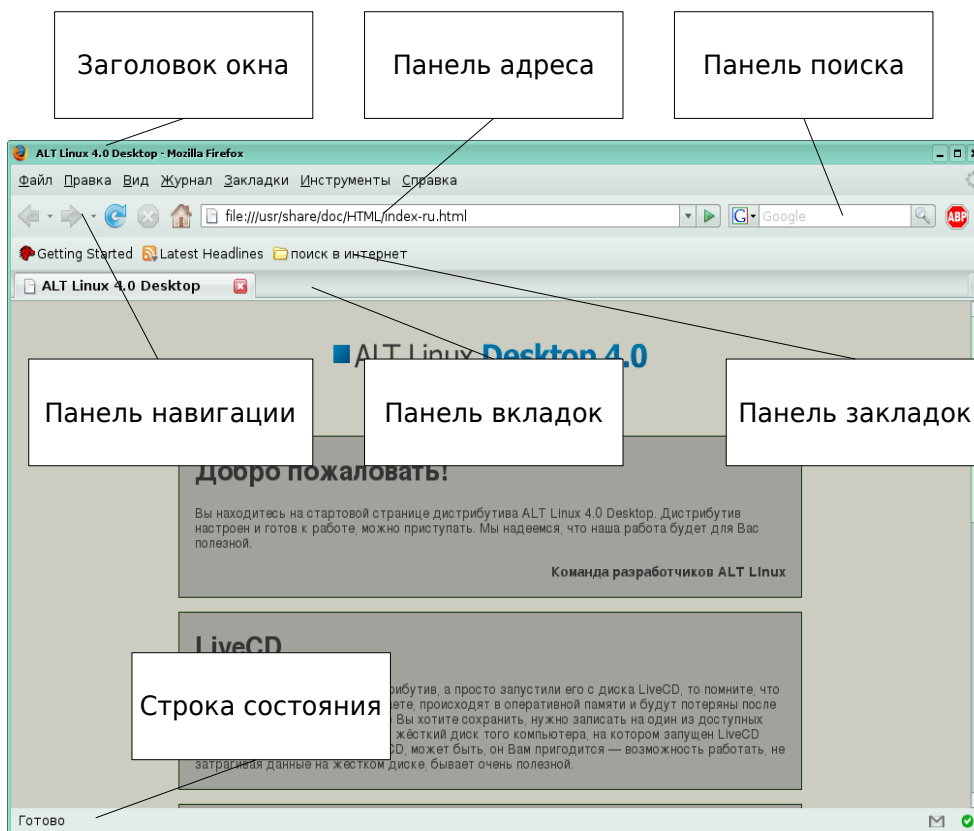 Заголовок окна
Панель адреса
Панель поиска
ALT Linux 4.0 Desktop - Mozilla Firefox
Файл Правка Вид Журнал Закладки Инструменты Справка
file:///usr/share/doc/HTML/index-ru.html
G Google
ABP
Getting Started Latest Headlines поиск в интернет
ALT Linux 4.0 Desktop
ALT Linux Desktop 4.0
Панель навигации
Панель вкладок
Панель закладок
Добро пожаловать!
Вы находитесь на стартовой странице дистрибутива ALT Linux 4.0 Desktop. Дистрибутив
настроен и готов к работе, можно приступать. Мы надеемся, что наша работа будет для Вас
полезной.
Команда разработчиков ALT Linux
LiveCD
Строка состояния
а просто запустили его с диска LiveCD, то помните, что
происходят в оперативной памяти и будут потеряны после
Вы хотите сохранить, нужно записать на один из доступных
жёсткий диск того компьютера, на котором запущен LiveCD
может быть, он Вам пригодится — возможность работать, не
затрагивая данные на жёстком диске, бывает очень полезной.
Готово